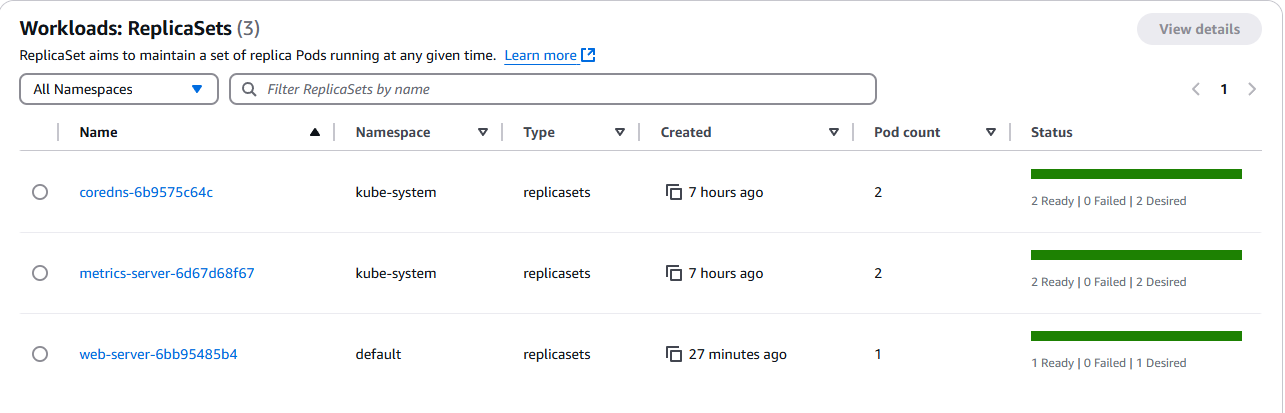 Workloads: ReplicaSets (3)
View details
ReplicaSet aims to maintain a set of replica Pods running at any given time. Learn more
All Namespaces
Filter ReplicaSets by name
1
Name Namespace Type Created Pod count Status
coredns-6b9575c64c kube-system replicasets 7 hours ago 2
2 Ready | 0 Failed | 2 Desired
metrics-server-6d67d68f67 kube-system replicasets 7 hours ago 2
2 Ready | 0 Failed | 2 Desired
web-server-6bb95485b4 default replicasets 27 minutes ago 1
1 Ready | 0 Failed | 1 Desired